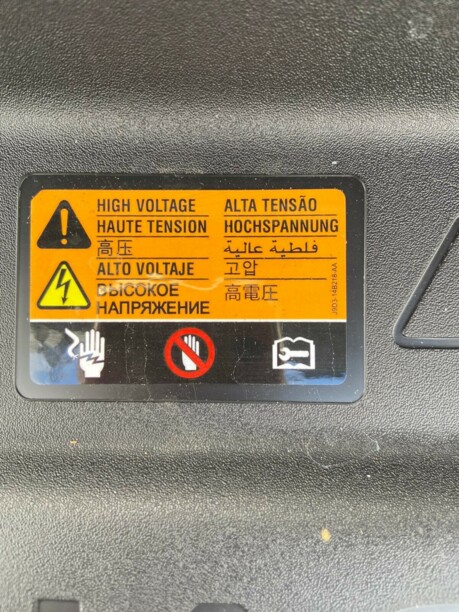 HIGH VOLTAGE
HAUTE TENSION
高压
ALTO VOLTAJE
ВЫСОКОЕ
НАПРЯЖЕНИЕ
ALTA TENSÃO
HOCHSPANNUNG
فلطية عالية
고압
高電圧